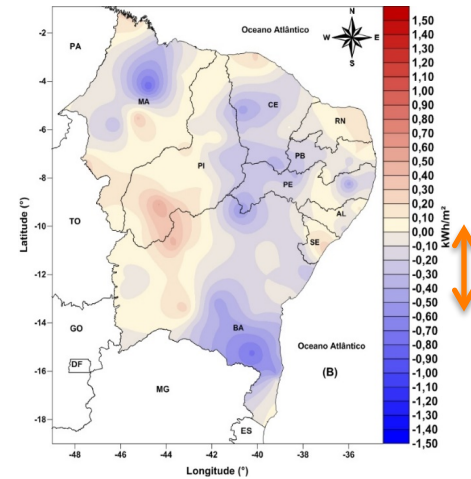 Oceano Atlântico
N
W E
S
PA
MA
CE
RN
PB
PI
PE
AL
SE
TO
BA
GO
DF
MG
ES
Oceano Atlântico
(B)
-2
-4
-6
-8
-10
-12
-14
-16
-18
Latitude (°)
-48 -46 -44 -42 -40 -38 -36
Longitude (°)
1,50
1,40
1,30
1,20
1,10
1,00
0,90
0,80
0,70
0,60
0,50
0,40
0,30
0,20
0,10
0,00
-0,10
-0,20
-0,30
-0,40
-0,50
-0,60
-0,70
-0,80
-0,90
-1,00
-1,10
-1,20
-1,30
-1,40
-1,50
kWh/m²